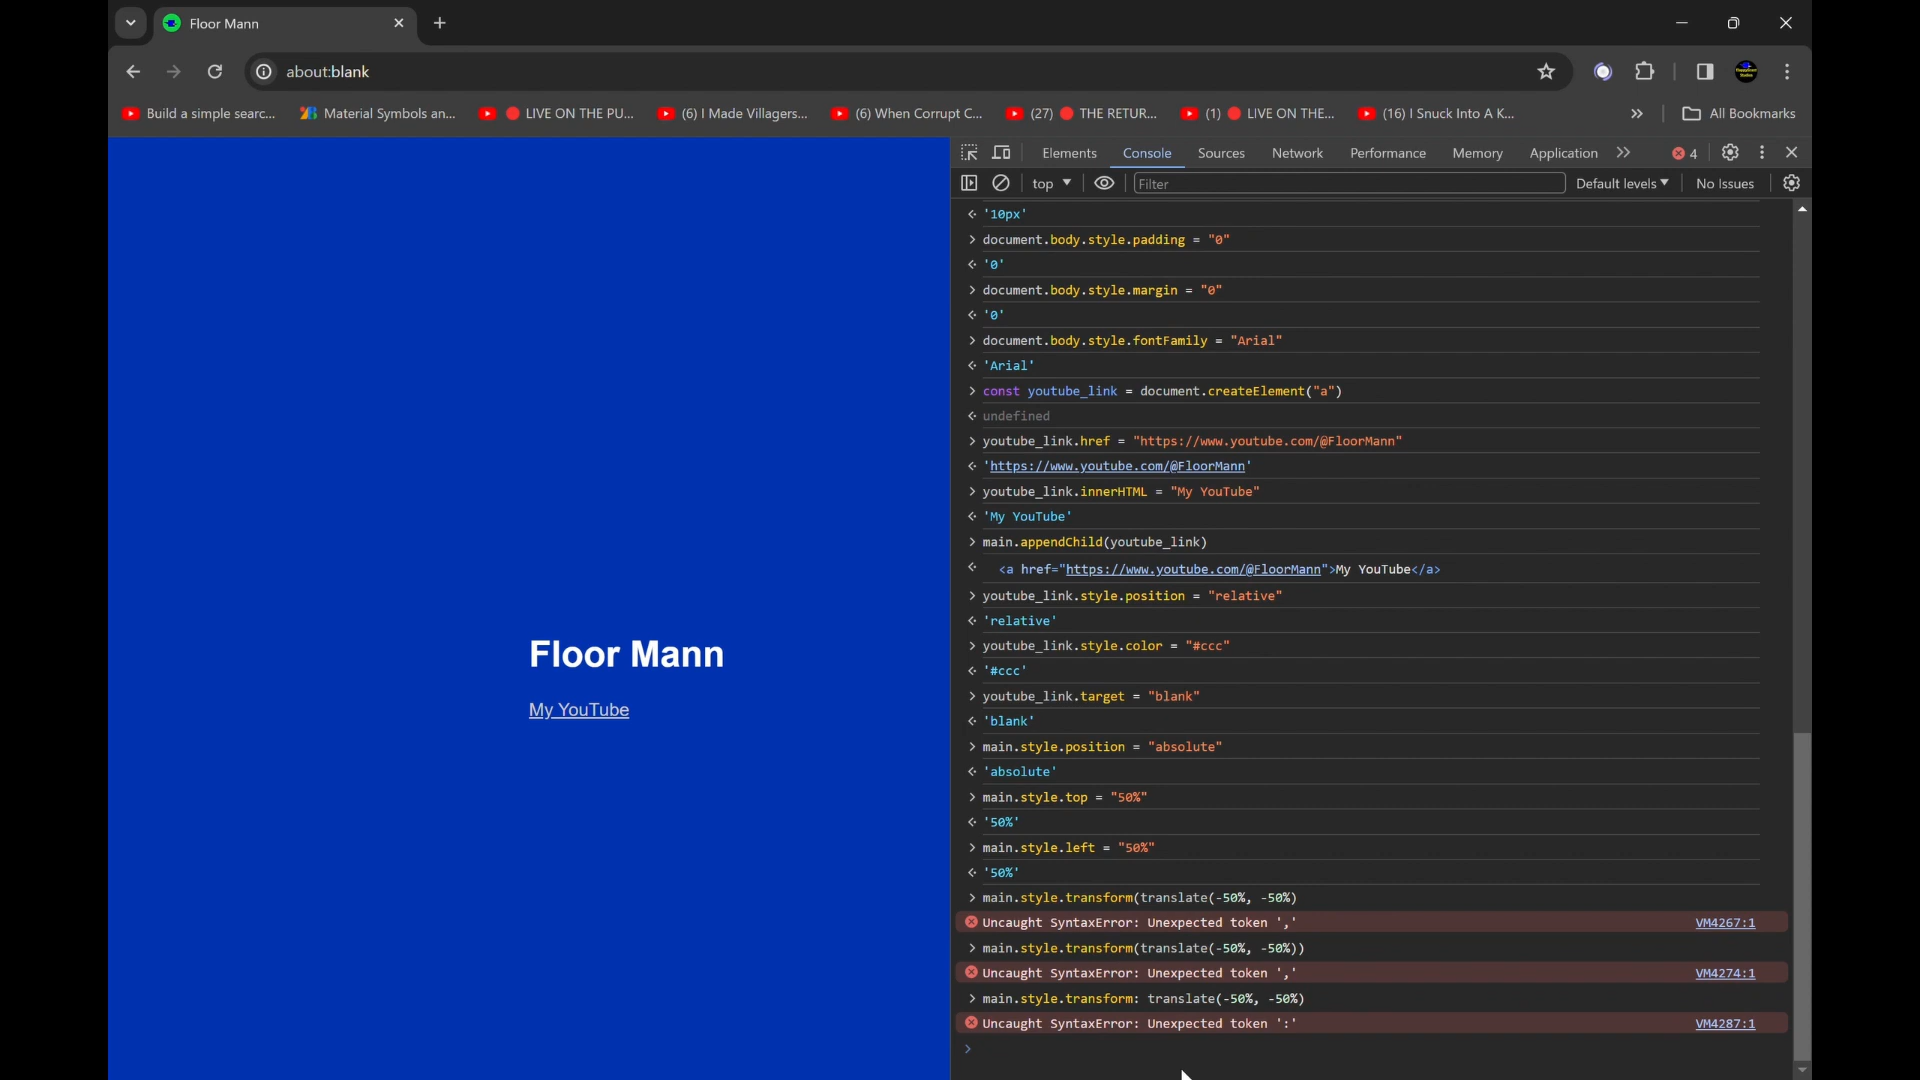 Floor Mann
about:blank
Build a simple searc...
Material Symbols an...
LIVE ON THE PU...
(6) I Made Villagers...
(6) When Corrupt C...
(27) THE RETUR...
(1) LIVE ON THE...
(16) I Snuck Into A K...
All Bookmarks
Elements
Console
Sources
Network
Performance
Memory
Application
4
top
Filter
Default levels
No Issues
'10px'
document.body.style.padding = "0"
'0'
document.body.style.margin = "0"
'0'
document.body.style.fontFamily = "Arial"
'Arial'
const youtube_link = document.createElement("a")
undefined
youtube_link.href = "https://www.youtube.com/@FloorMann"
'https://www.youtube.com/@FloorMann'
youtube_link.innerHTML = "My YouTube"
'My YouTube'
main.appendChild(youtube_link)
<a href="https://www.youtube.com/@FloorMann">My YouTube</a>
youtube_link.style.position = "relative"
'relative'
youtube_link.style.color = "#ccc"
'#ccc'
youtube_link.target = "blank"
'blank'
main.style.position = "absolute"
'absolute'
main.style.top = "50%"
'50%'
main.style.left = "50%"
'50%'
main.style.transform(translate(-50%, -50%)
Uncaught SyntaxError: Unexpected token ',' VM4267:1
main.style.transform(translate(-50%, -50%))
Uncaught SyntaxError: Unexpected token ',' VM4274:1
main.style.transform: translate(-50%, -50%)
Uncaught SyntaxError: Unexpected token ':' VM4287:1
Floor Mann
My YouTube